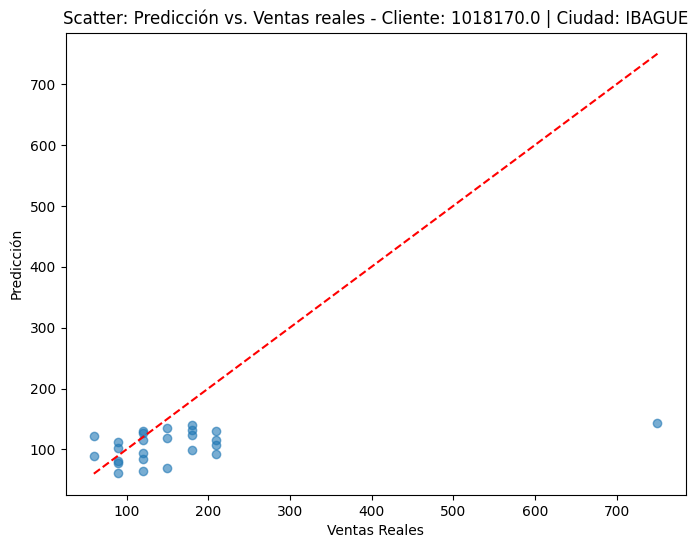 Scatter: Predicción vs. Ventas reales - Cliente: 1018170.0 | Ciudad: IBAGUE
Predicción
700
600
500
400
300
200
100
100 200 300 400 500 600 700
Ventas Reales